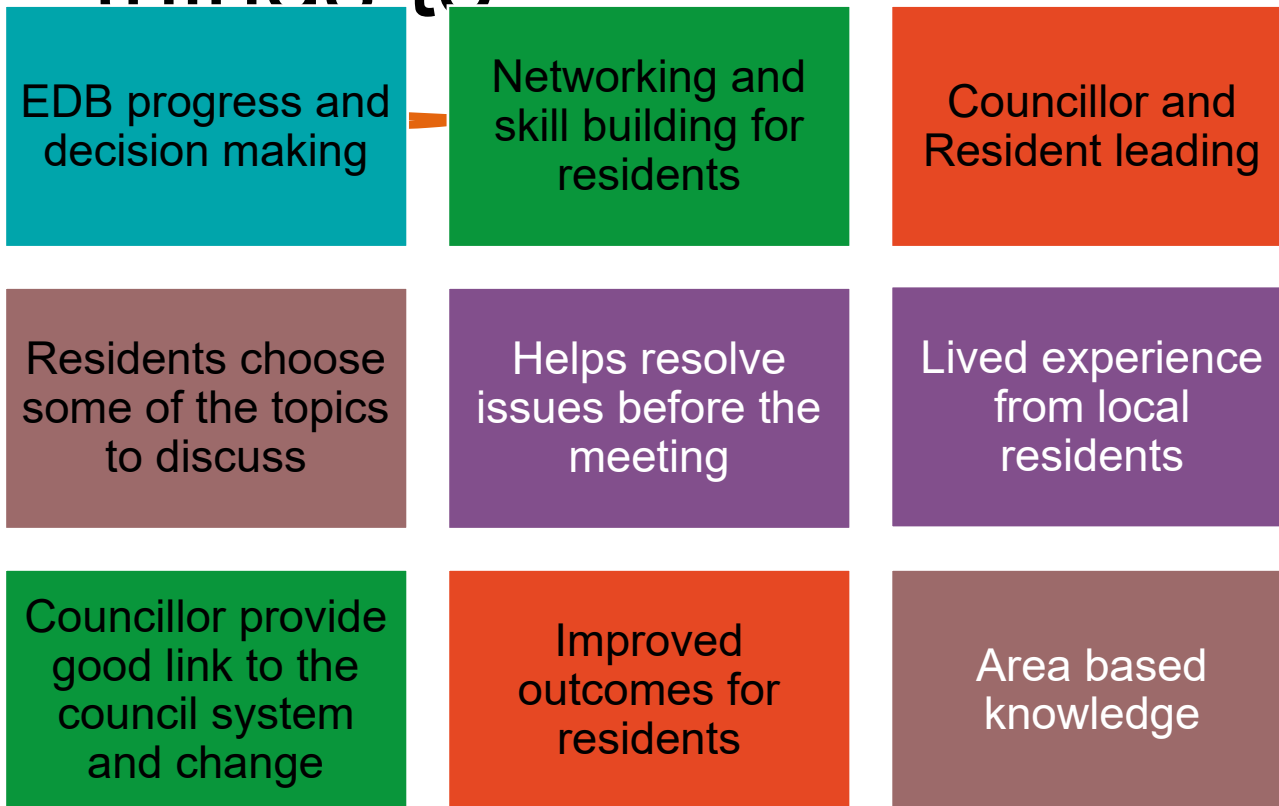 EDB progress and
decision making
Networking and
skill building for
residents
Councillor and
Resident leading
Residents choose
some of the topics
to discuss
Helps resolve
issues before the
meeting
Lived experience
from local
residents
Councillor provide
good link to the
council system
and change
Improved
outcomes for
residents
Area based
knowledge